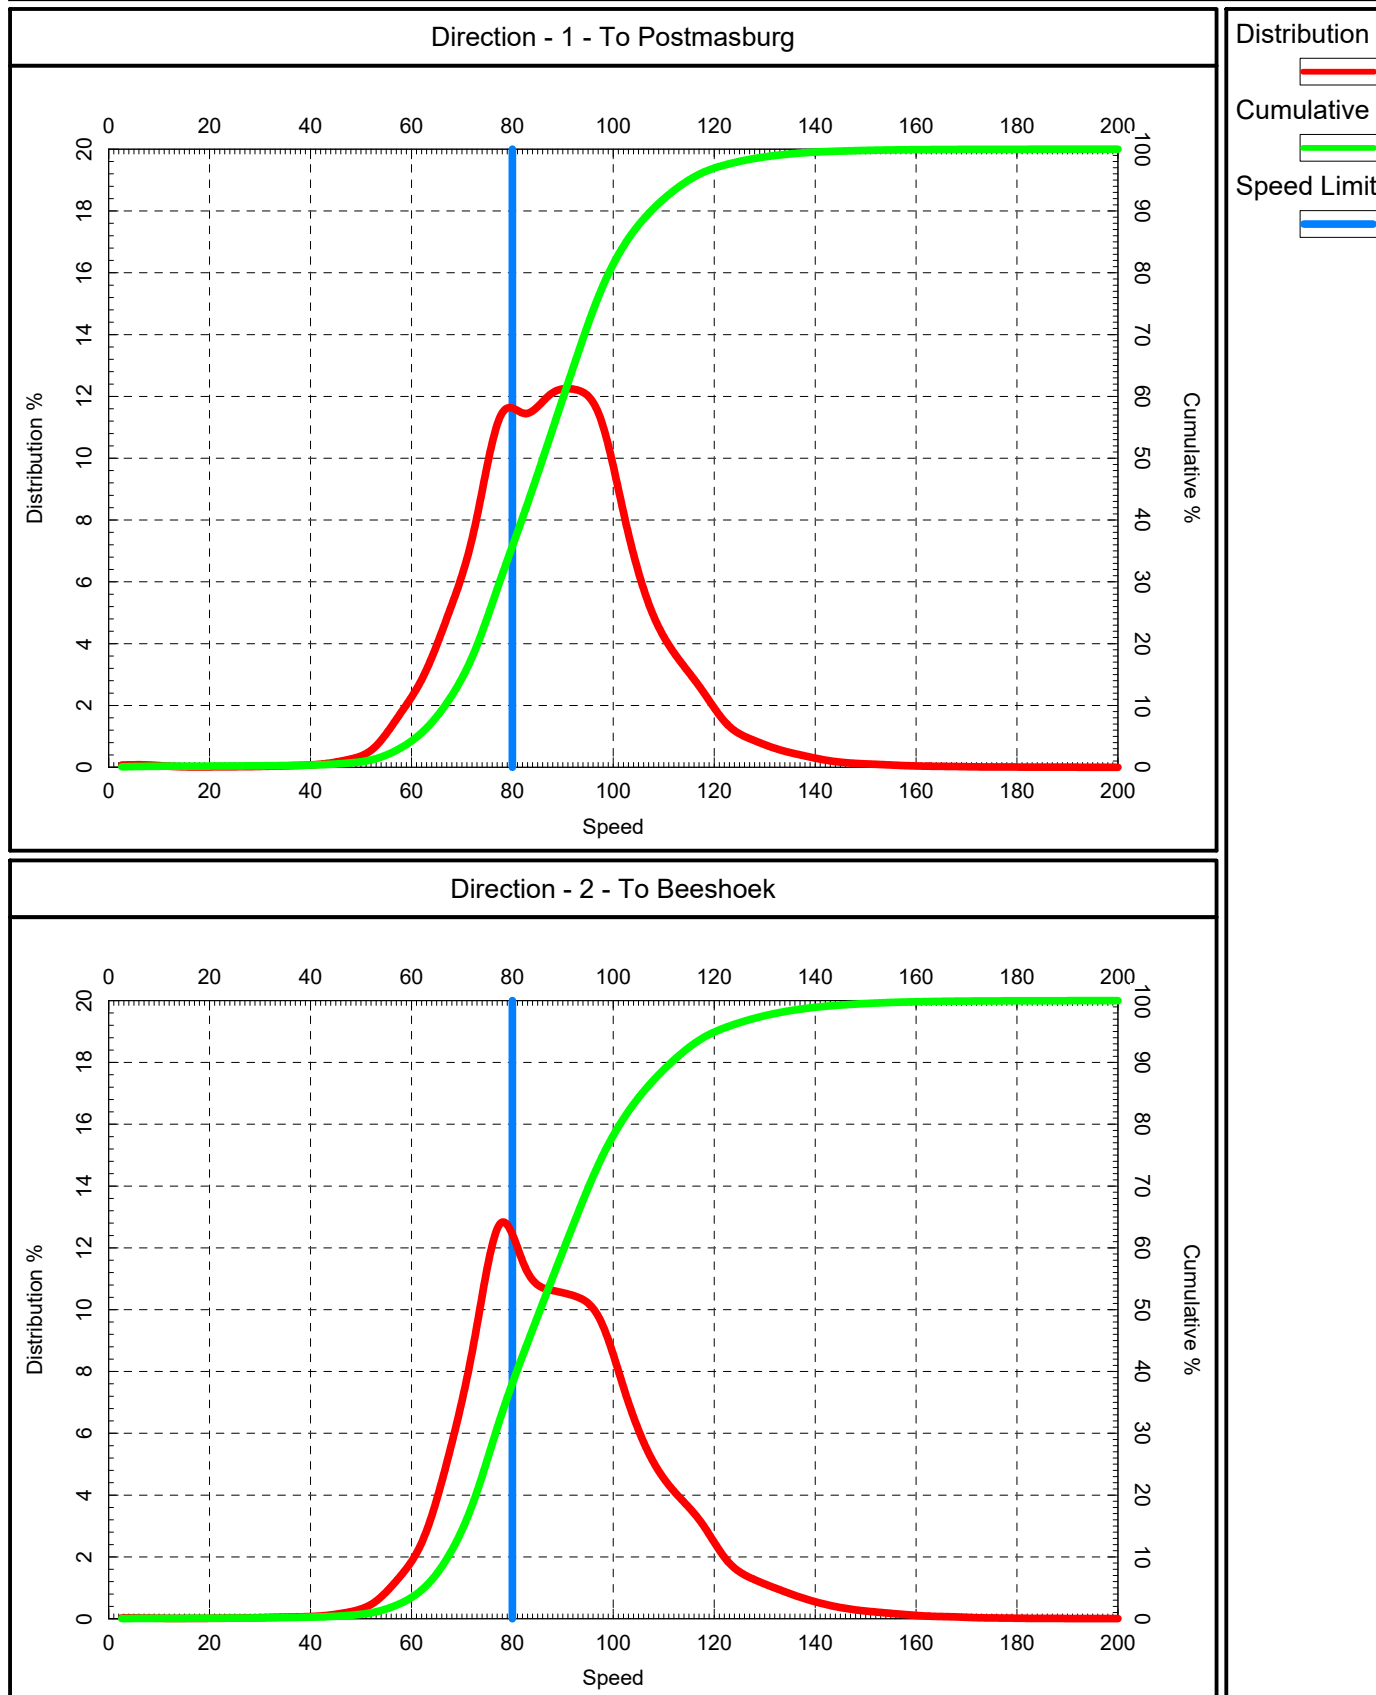 Direction - 1 - To Postmasburg
0 20 40 60 80 100 120 140 160 180 200
20 18 16 14 12 10 8 6 4 2 0
Distribution %
100 90 80 70 60 50 40 30 20 10 0
Cumulative %
0 20 40 60 80 100 120 140 160 180 200
Speed
Direction - 2 - To Beeshoek
0 20 40 60 80 100 120 140 160 180 200
20 18 16 14 12 10 8 6 4 2 0
Distribution %
100 90 80 70 60 50 40 30 20 10 0
Cumulative %
0 20 40 60 80 100 120 140 160 180 200
Speed
Distribution
Cumulative
Speed Limit